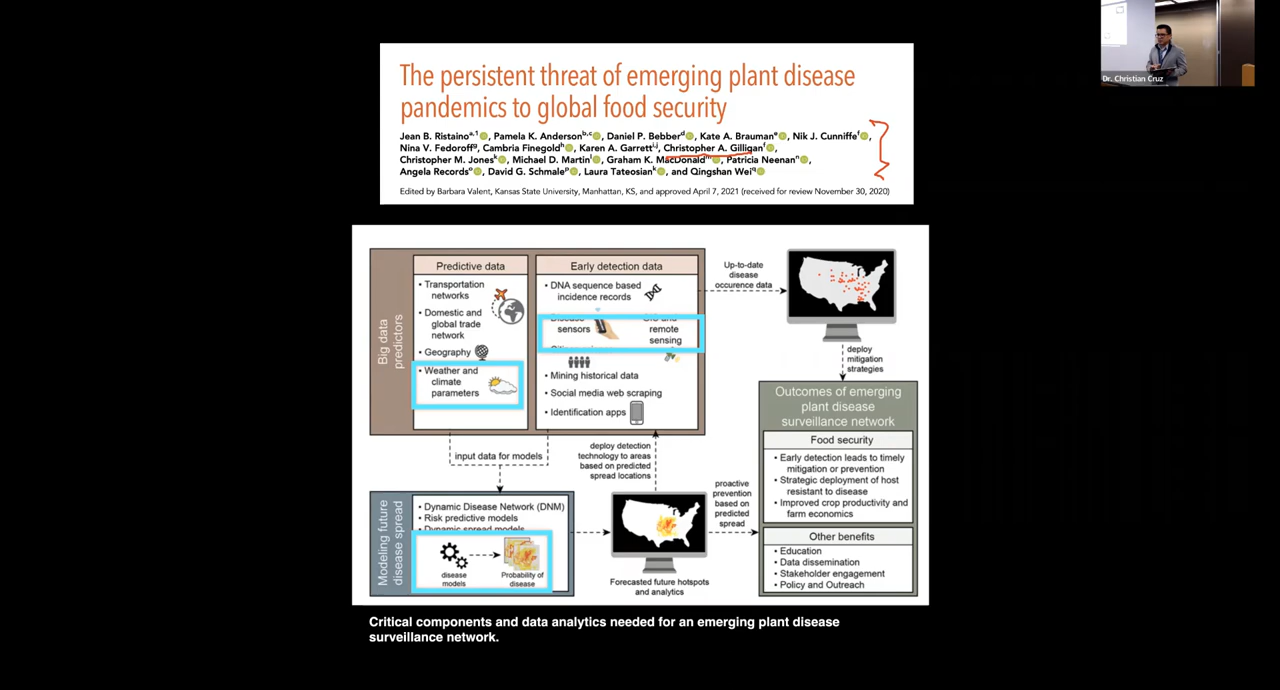 Dr. Christian Cruz
The persistent threat of emerging plant disease
pandemics to global food security
Jean B. Ristaino a,1, Pamela K. Anderson b,c, Daniel P. Bebber d, Kate A. Brauman e, Nik J. Cunniffe f,
Nina V. Fedoroff g, Cambria Finegold h, Karen A. Garrett i,j, Christopher A. Gilligan f,
Christopher M. Jones k, Michael D. Martin l, Graham K. MacDonald m, Patricia Neenan n,
Angela Records o, David G. Schmale p, Laura Tateosian k, and Qingshan Wei q
Edited by Barbara Valent, Kansas State University, Manhattan, KS, and approved April 7, 2021 (received for review November 30, 2020)
Big data
predictors
Predictive data
• Transportation
networks
• Domestic and
global trade
network
• Geography
• Weather and
climate
parameters
Early detection data
• DNA sequence based
incidence records
sensors
remote
sensing
• Mining historical data
• Social media web scraping
• Identification apps
Up-to-date
disease
occurence data
deploy
mitigation
strategies
input data for models
deploy detection
technology to areas
based on predicted
spread locations
Modeling future
disease spread
• Dynamic Disease Network (DNM)
• Risk predictive models
• Dynamic spread models
disease
models
Probability of
disease
Forecasted future hotspots
and analytics
proactive
prevention
based on
predicted
spread
Outcomes of emerging
plant disease
surveillance network
Food security
• Early detection leads to timely
mitigation or prevention
• Strategic deployment of host
resistant to disease
• Improved crop productivity and
farm economics
Other benefits
• Education
• Data dissemination
• Stakeholder engagement
• Policy and Outreach
Critical components and data analytics needed for an emerging plant disease
surveillance network.